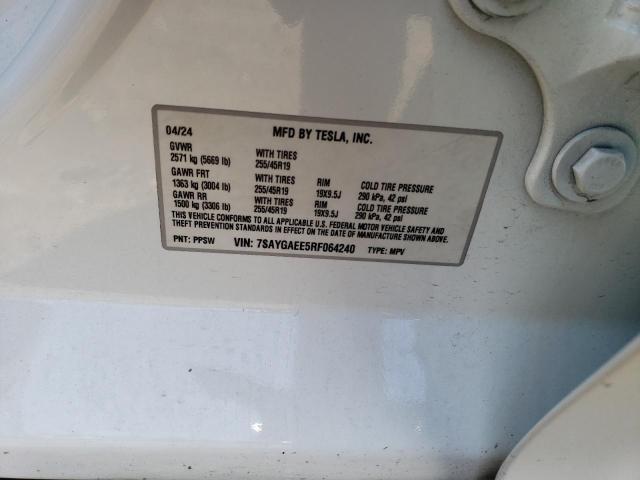 04/24 MFD BY TESLA, INC.
GVWR WITH TIRES
2571 kg (5669 lb) 255/45R19
GAWR FRT WITH TIRES RIM COLD TIRE PRESSURE
1363 kg (3004 lb) 255/45R19 19X9.5J 290 kPa, 42 psi
GAWR RR WITH TIRES RIM COLD TIRE PRESSURE
1500 kg (3306 lb) 255/45R19 19X9.5J 290 kPa, 42 psi
THIS VEHICLE CONFORMS TO ALL APPLICABLE U.S. FEDERAL MOTOR VEHICLE SAFETY AND
THEFT PREVENTION STANDARDS IN EFFECT ON THE DATE OF MANUFACTURE SHOWN ABOVE.
PNT: PPSW VIN: 7SAYGAEE5RF064240 TYPE: MPV